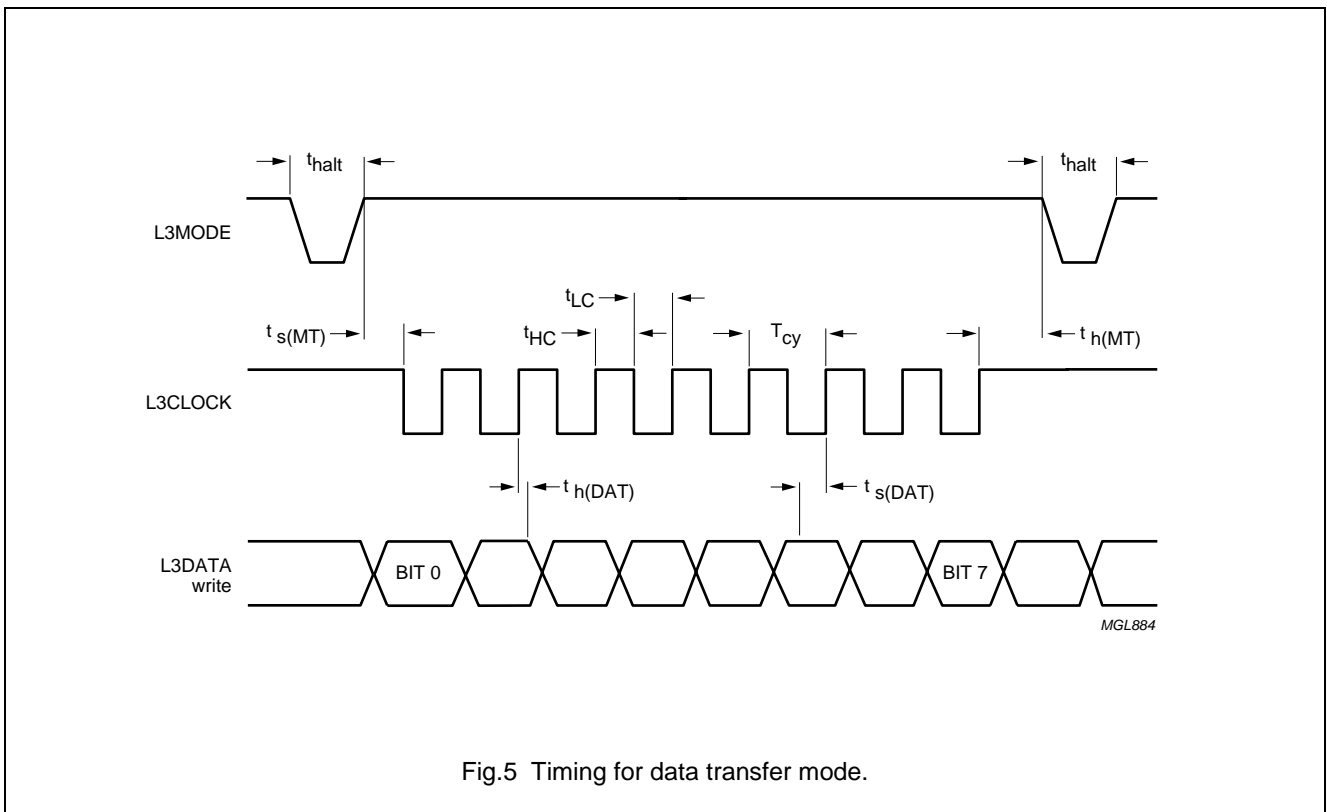 thalt
thalt
L3MODE
tLC
ts(MT)
tHC
Tcy
th(MT)
L3CLOCK
th(DAT)
ts(DAT)
L3DATA
write
BIT 0
BIT 7
MGL884
Fig.5 Timing for data transfer mode.